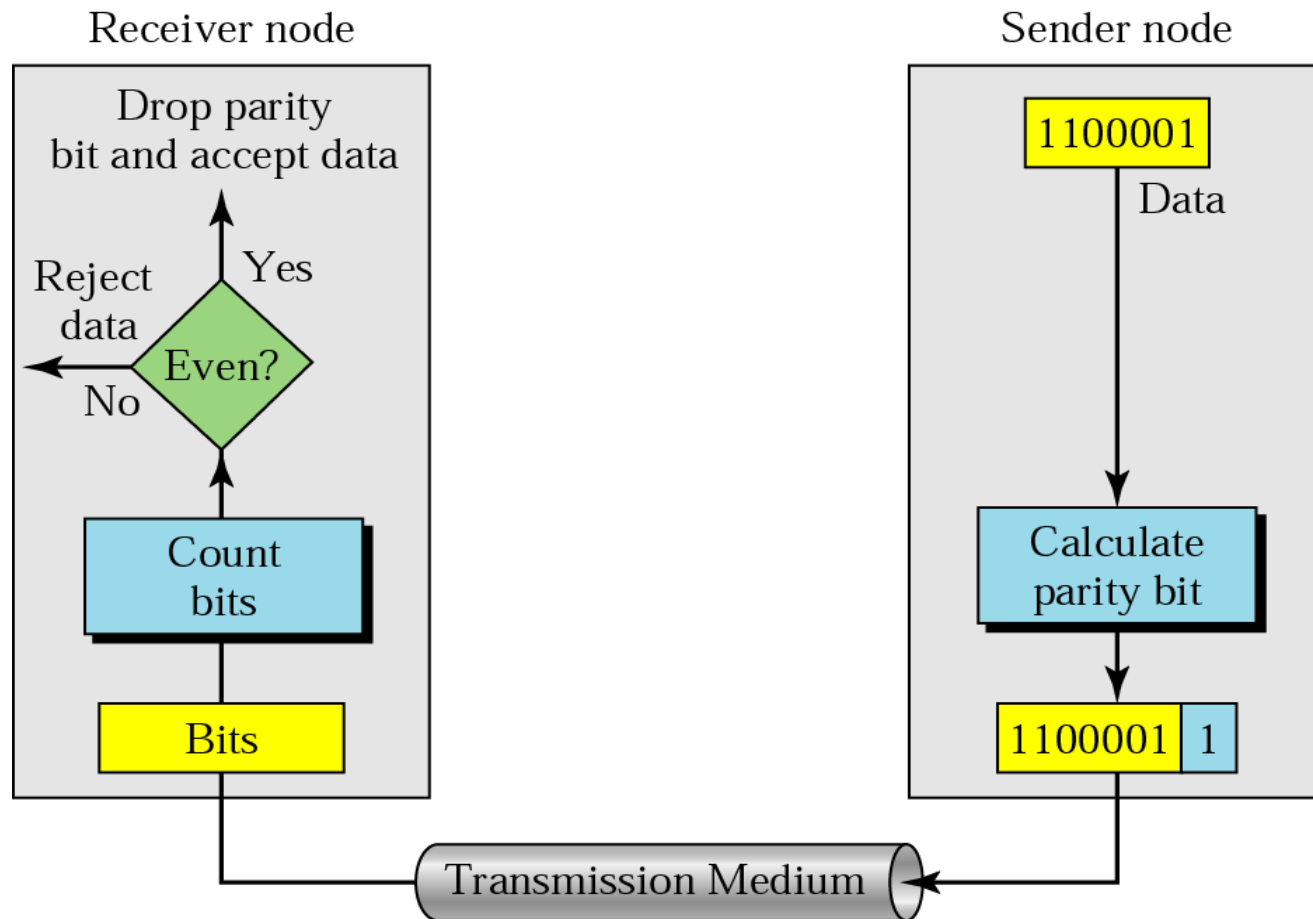 Receiver node
Drop parity
bit and accept data
Yes
Reject
data
Even?
No
Count
bits
Bits
Sender node
1100001
Data
Calculate
parity bit
1100001 1
Transmission Medium